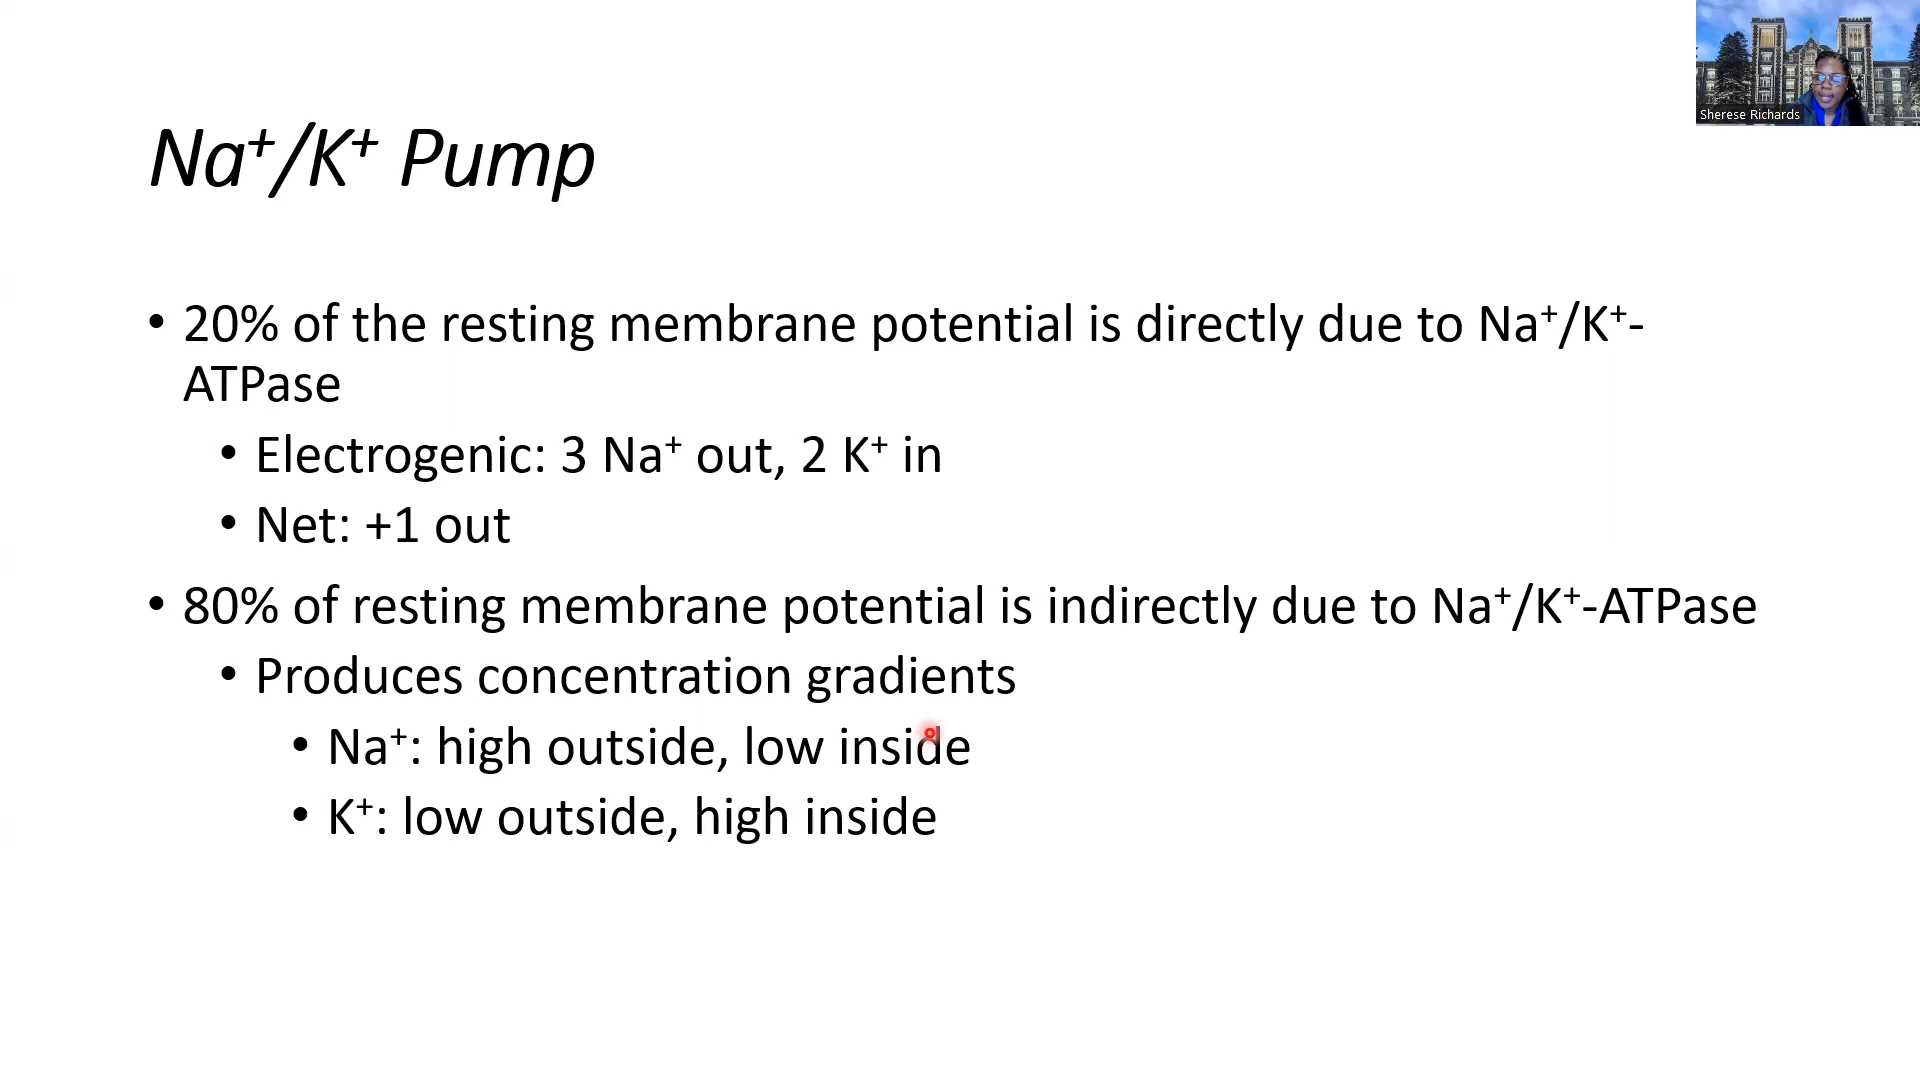 Sherese Richards
Na⁺/K⁺ Pump
• 20% of the resting membrane potential is directly due to Na⁺/K⁺-
ATPase
• Electrogenic: 3 Na⁺ out, 2 K⁺ in
• Net: +1 out
• 80% of resting membrane potential is indirectly due to Na⁺/K⁺-ATPase
• Produces concentration gradients
• Na⁺: high outside, low inside
• K⁺: low outside, high inside